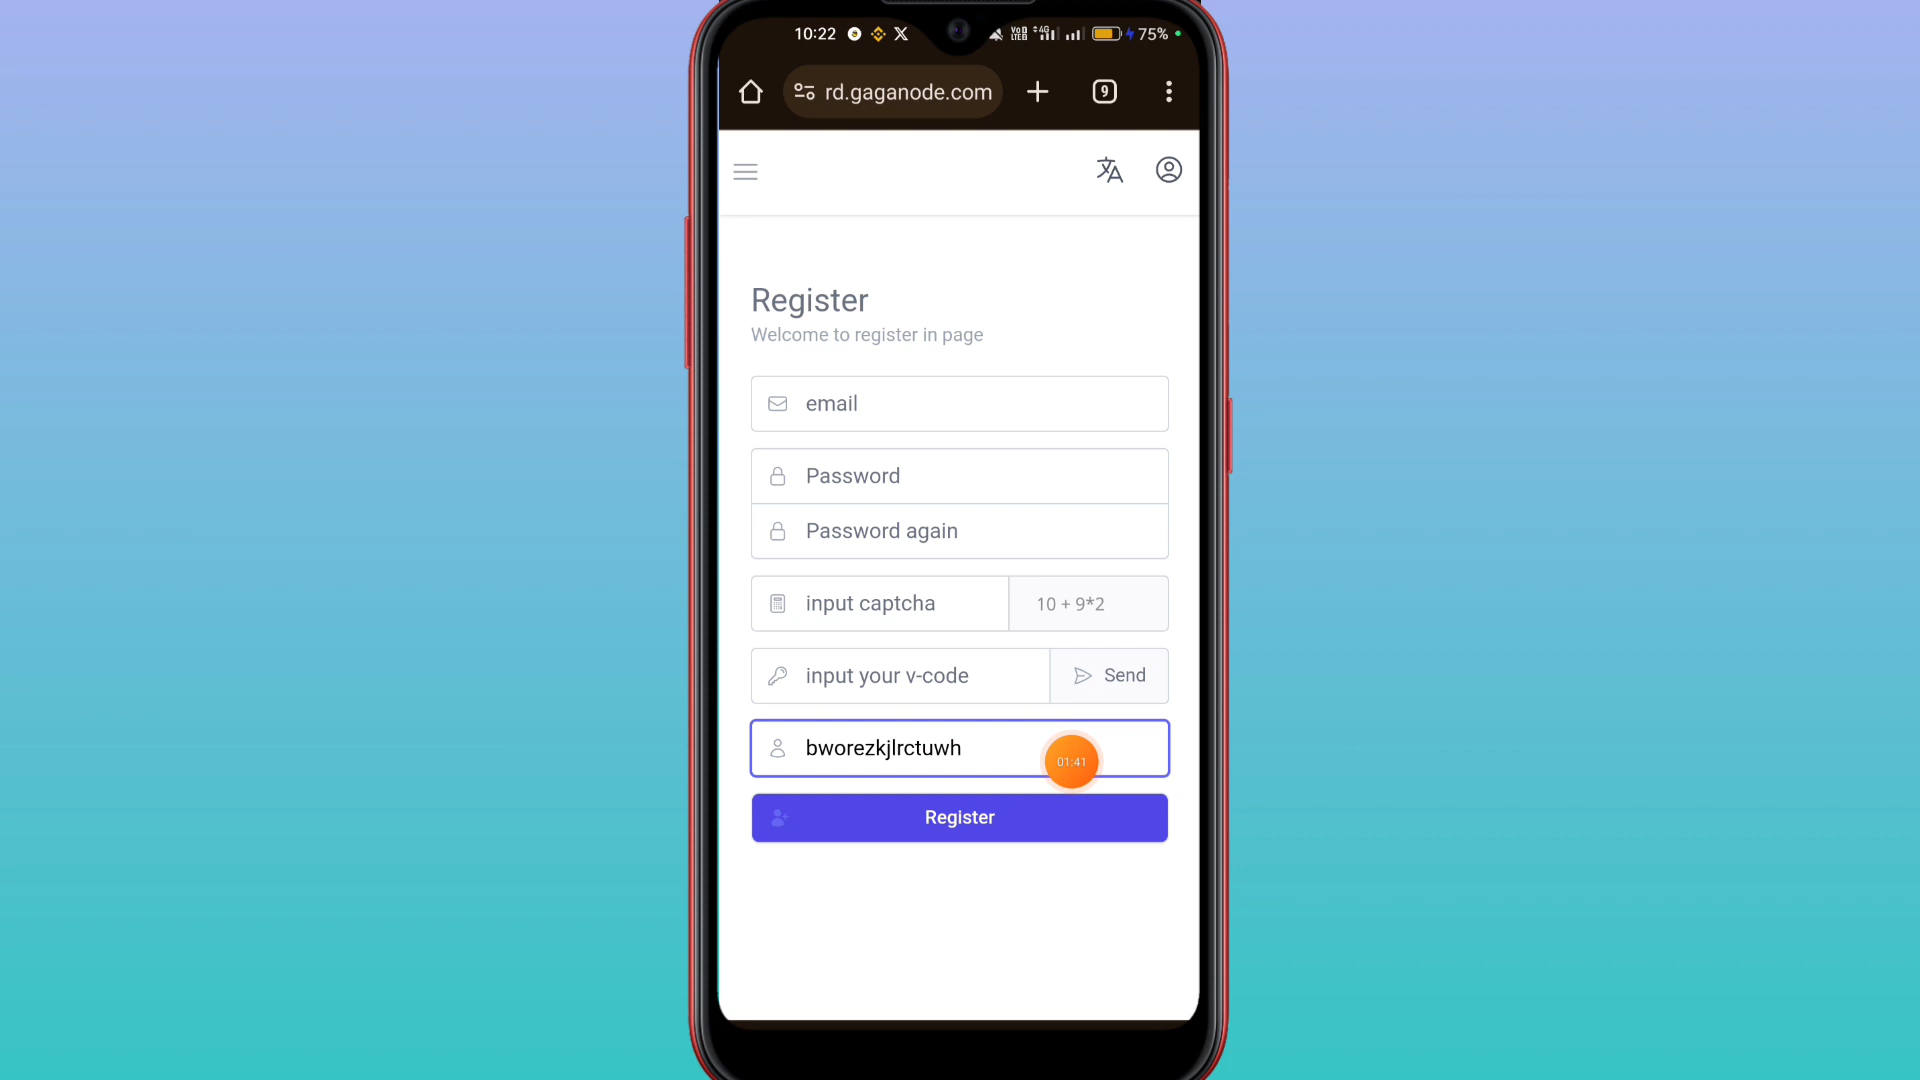 10:22 75%
rd.gaganode.com 9
Register
Welcome to register in page
email
Password
Password again
input captcha 10 + 9*2
input your v-code Send
bworezkjlrctuwh
01:41
Register